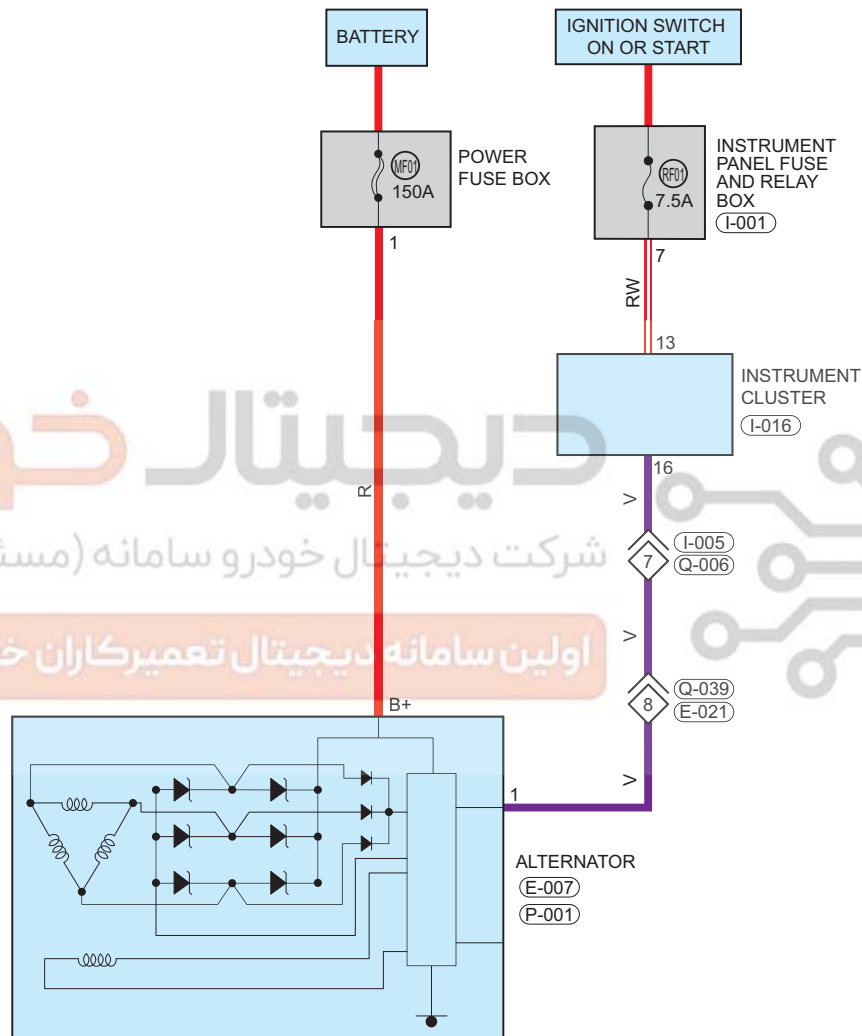 BATTERY
IGNITION SWITCH
ON OR START
MF01
150A
POWER
FUSE BOX
RF01
7.5A
INSTRUMENT
PANEL FUSE
AND RELAY
BOX
I-001
1
7
RW
13
INSTRUMENT
CLUSTER
I-016
دیجیتال خو
16
R
V
شرکت دیجیتال خودرو سامانه (مسئ
7
I-005
Q-006
اولین سامانه دیجیتال تعمیرکاران خ
V
8
Q-039
E-021
B+
V
1
ALTERNATOR
E-007
P-001